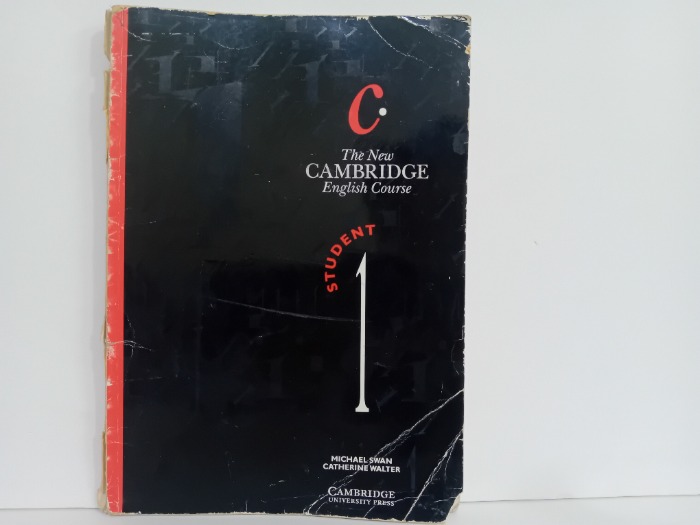 C.
The New
CAMBRIDGE
English Course
STUDENT
1
MICHAEL SWAN
CATHERINE WALTER
CAMBRIDGE
UNIVERSITY PRESS